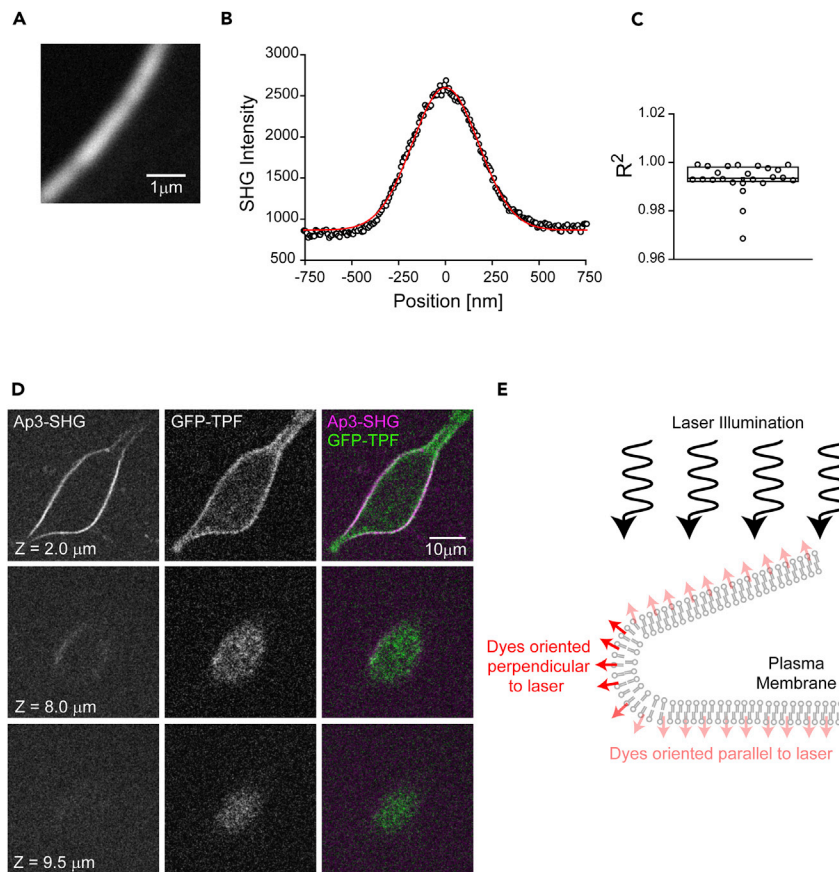 A
1μm
B
3000
2500
2000
1500
1000
500
SHG Intensity
-750 -500 -250 0 250 500 750
Position [nm]
C
1.02
1.00
0.98
0.96
R²
D
Ap3-SHG
GFP-TPF
Ap3-SHG
GFP-TPF
Z = 2.0 μm
10μm
Z = 8.0 μm
Z = 9.5 μm
E
Laser Illumination
Dyes oriented
perpendicular
to laser
Plasma
Membrane
Dyes oriented parallel to laser